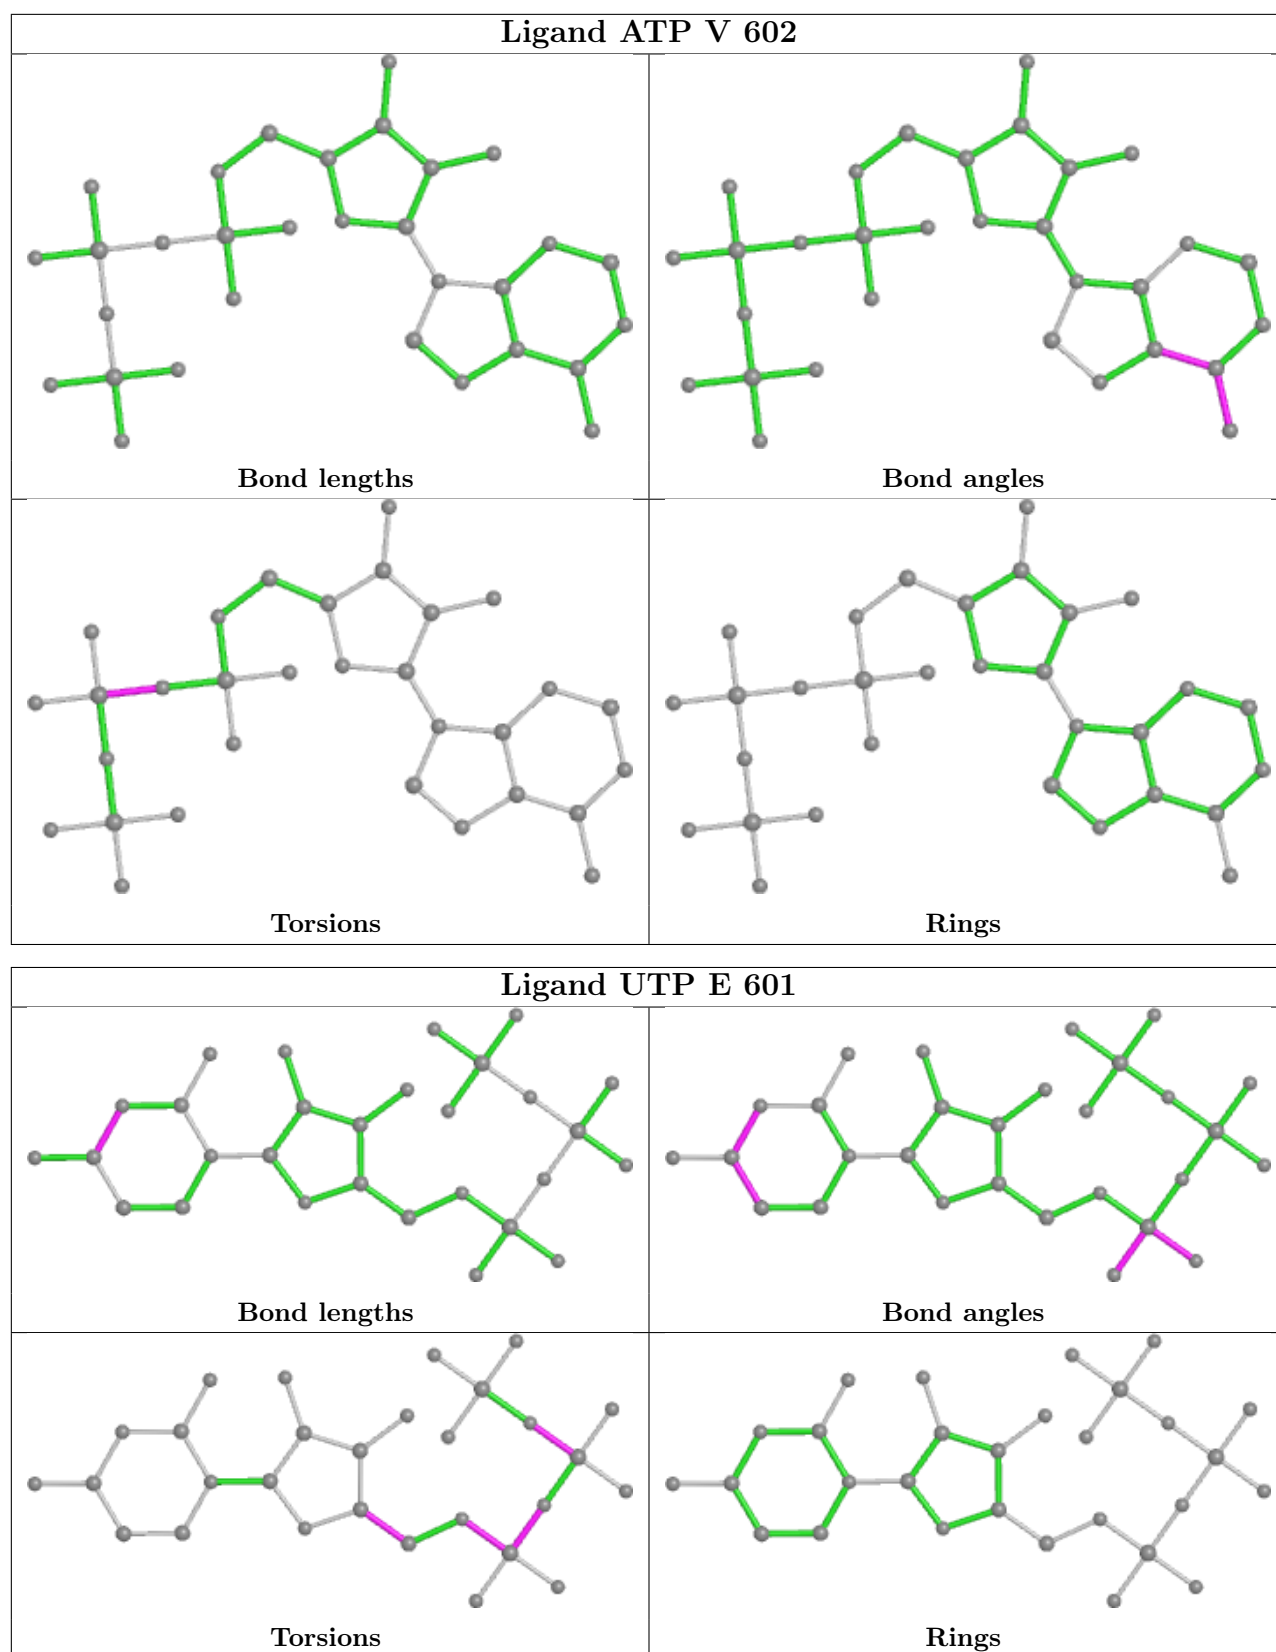 Ligand ATP V 602
Bond lengths
Bond angles
Torsions
Rings
Ligand UTP E 601
Bond lengths
Bond angles
Torsions
Rings